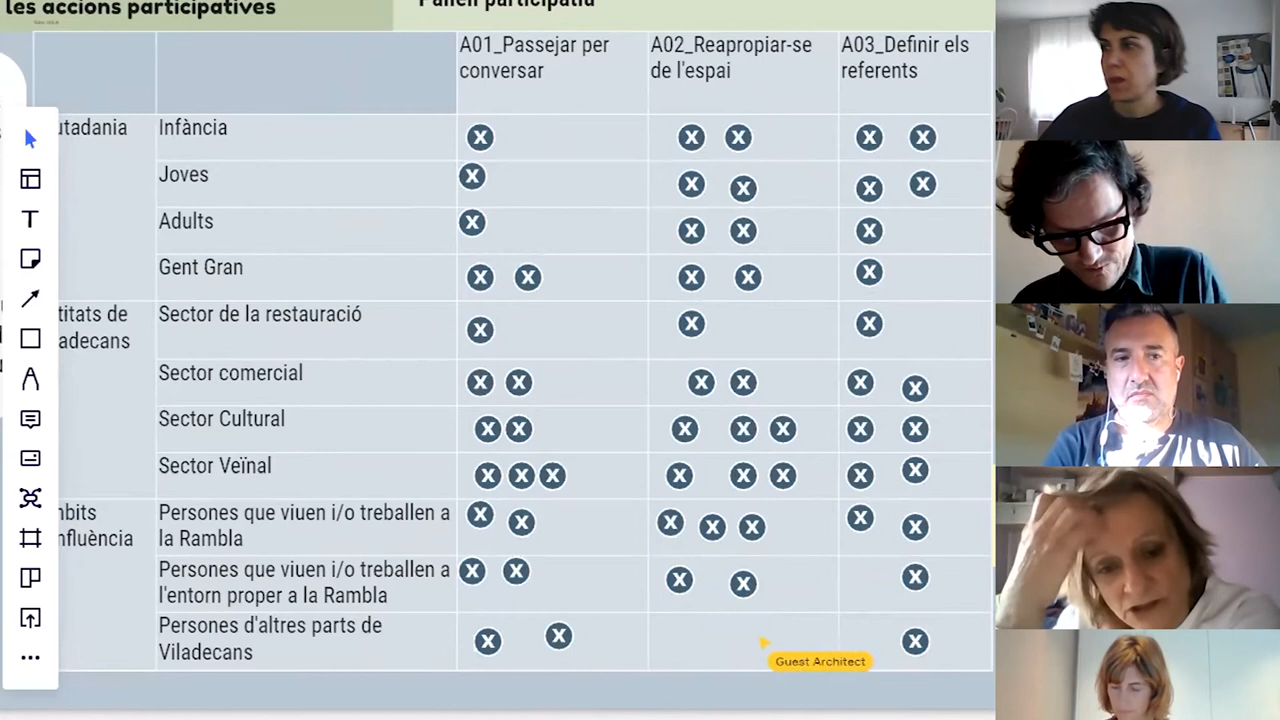 les accions participatives
Panell participatiu
A01_Passejar per
conversar
A02_Reapropiar-se
de l'espai
A03_Definir els
referents
utadania
Infància
X
X X
X X
Joves
X
X X
X X
Adults
X
X X
X
Gent Gran
X X
X X
X
titats de
adecans
Sector de la restauració
X
X
X
Sector comercial
X X
X X
X X
Sector Cultural
X X
X X X
X X
Sector Veïnal
X X X
X X X
X X
nbits
nfluència
Persones que viuen i/o treballen a
la Rambla
X X
X X X
X X
Persones que viuen i/o treballen a
l'entorn proper a la Rambla
X X
X X
X
Persones d'altres parts de
Viladecans
X X
X
Guest Architect
T